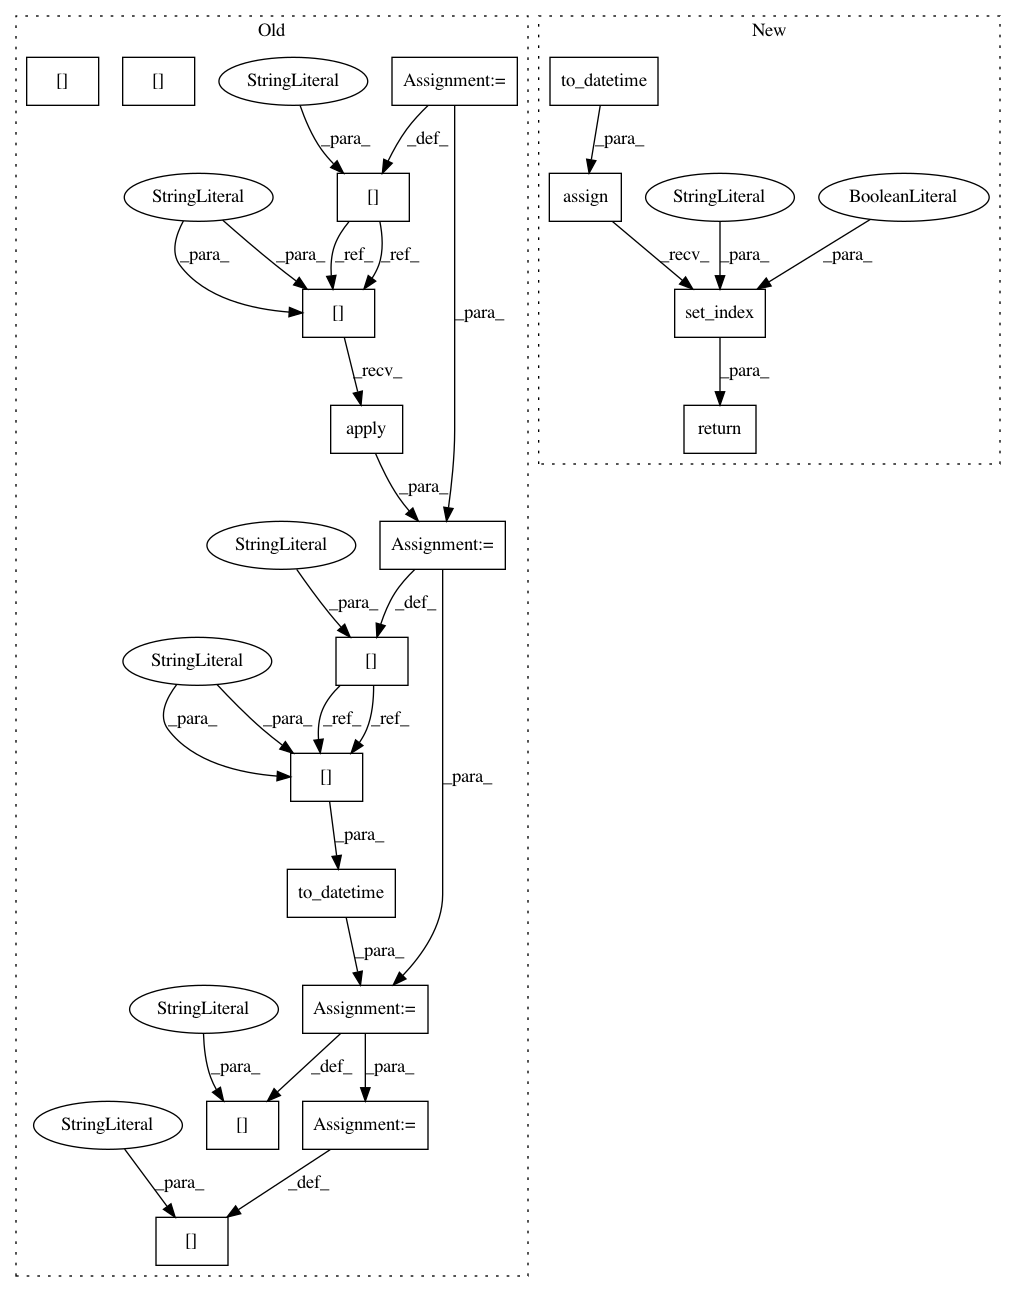 Old
New
[]
[]
StringLiteral
Assignment:=
to_datetime
_para_
_def_
_para_
StringLiteral
[]
assign
StringLiteral
BooleanLiteral
_para_
_para_
_ref_
_ref_
_recv_
_para_
_para_
[]
_para_
set_index
_recv_
_para_
apply
return
_para_
StringLiteral
Assignment:=
_para_
_def_
StringLiteral
[]
_para_
_para_
_ref_
_ref_
[]
_para_
_para_
to_datetime
_para_
StringLiteral
Assignment:=
_para_
_def_
_para_
StringLiteral
[]
Assignment:=
_para_
_def_
[]